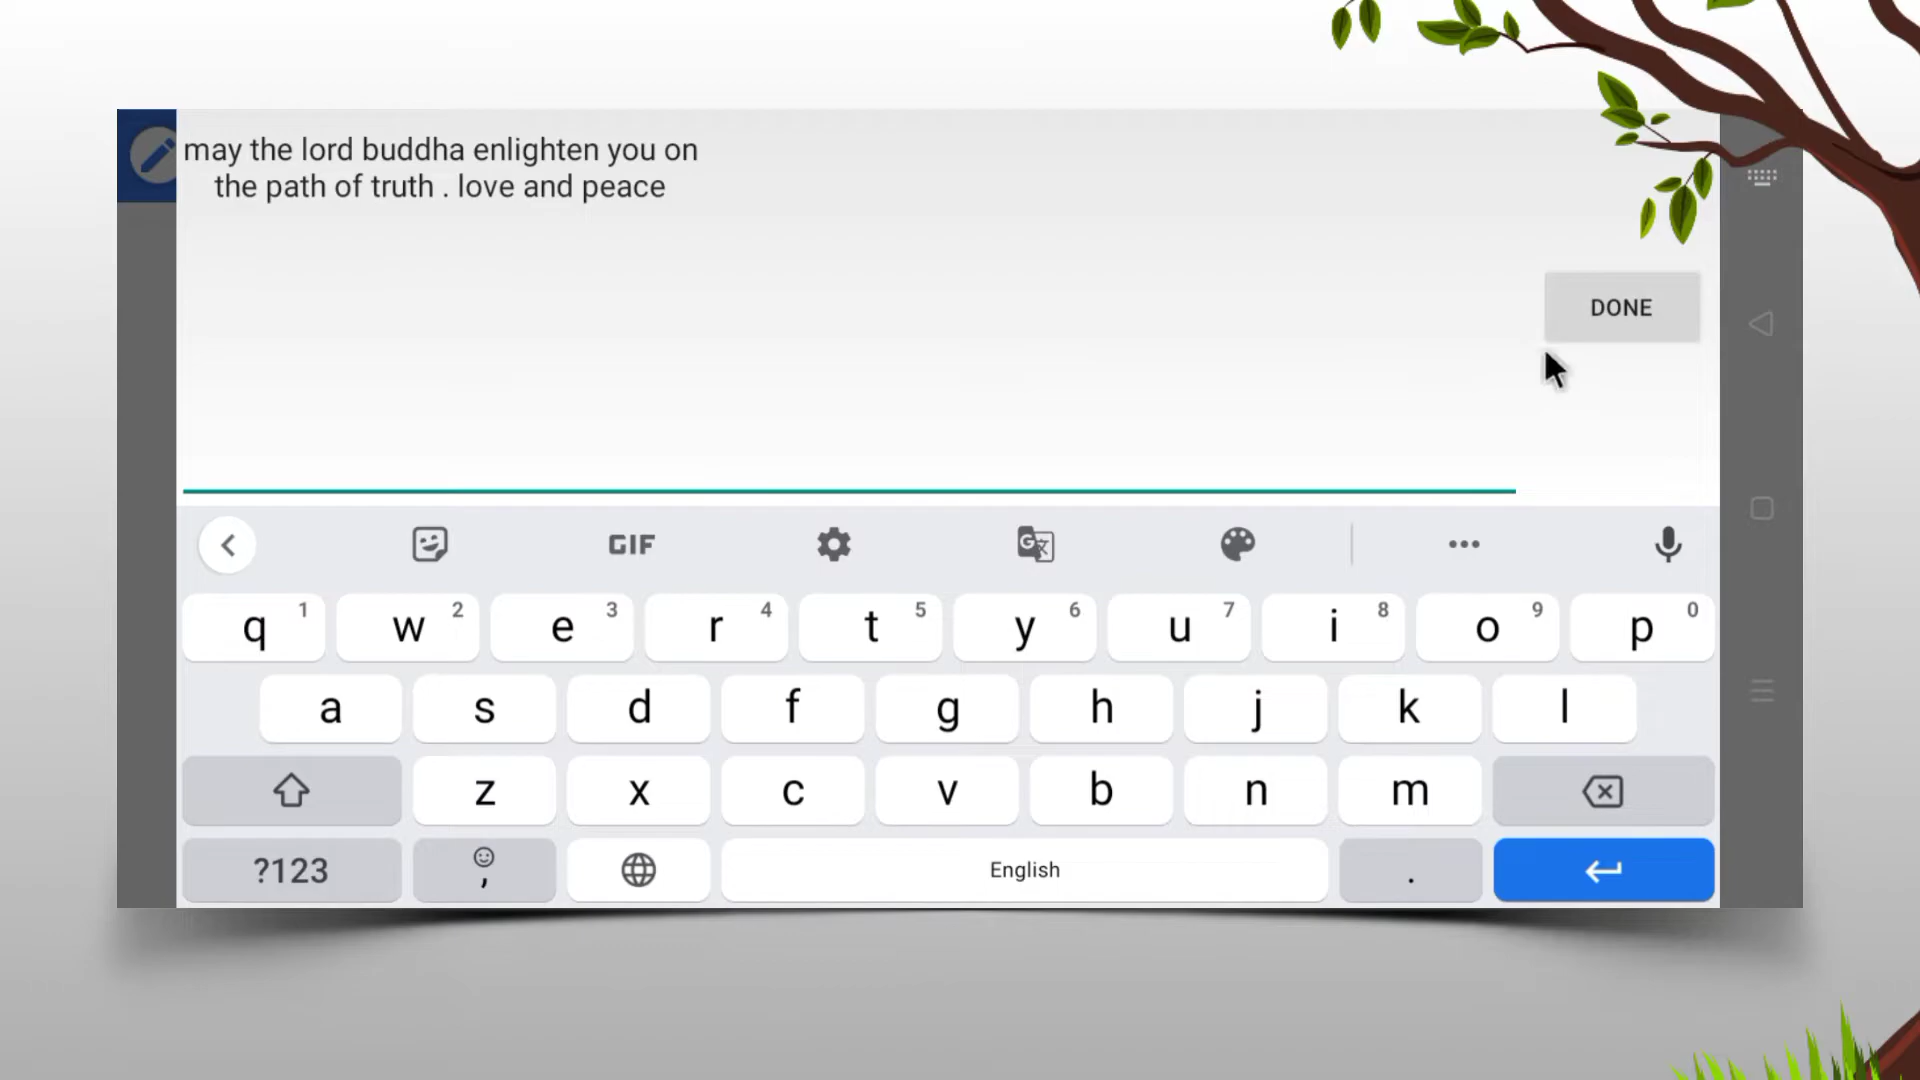 may the lord buddha enlighten you on
the path of truth . love and peace
DONE
GIF
q 1 w 2 e 3 r 4 t 5 y 6 u 7 i 8 o 9 p 0
a s d f g h j k l
z x c v b n m
?123 , English .